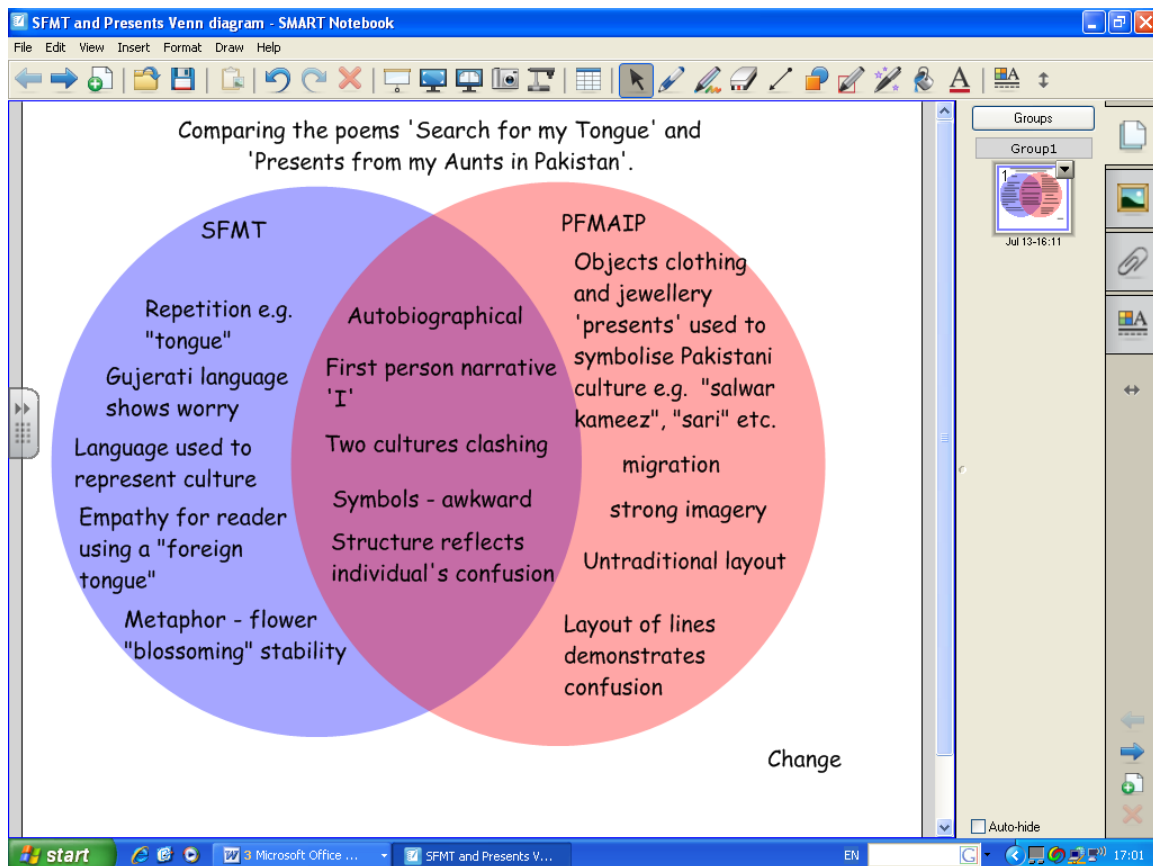 SFMT and Presents Venn diagram - SMART Notebook
File Edit View Insert Format Draw Help
Comparing the poems 'Search for my Tongue' and
'Presents from my Aunts in Pakistan'.
SFMT
Repetition e.g.
"tongue"
Gujerati language
shows worry
Language used to
represent culture
Empathy for reader
using a "foreign
tongue"
Metaphor - flower
"blossoming" stability
Autobiographical
First person narrative
'I'
Two cultures clashing
Symbols - awkward
Structure reflects
individual's confusion
PFMAIP
Objects clothing
and jewellery
'presents' used to
symbolise Pakistani
culture e.g. "salwar
kameez", "sari" etc.
migration
strong imagery
Untraditional layout
Layout of lines
demonstrates
confusion
Change
Groups
Group1
1
Jul 13-16:11
Auto-hide
start
3 Microsoft Office ...
SFMT and Presents V...
EN
17:01